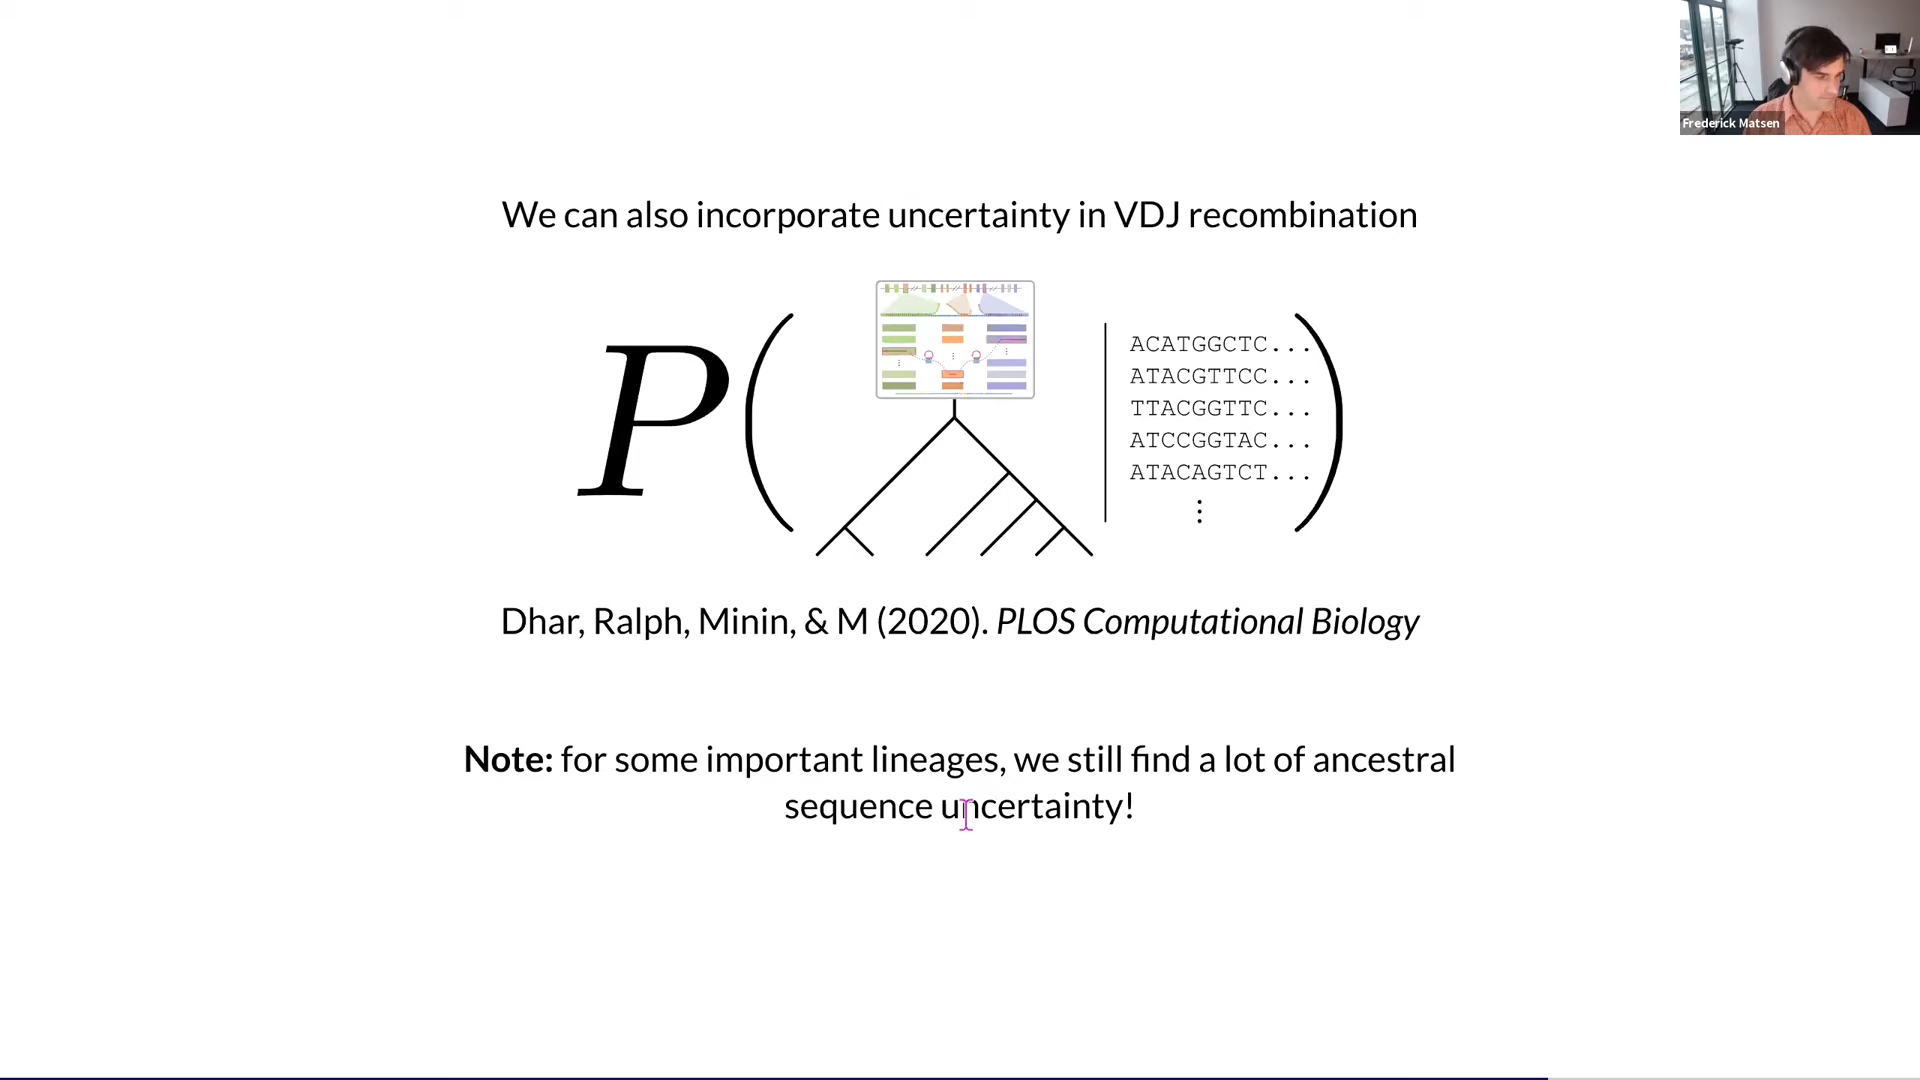 Frederick Matsen
We can also incorporate uncertainty in VDJ recombination
P
ACATGGCTC...
ATACGTTCC...
TTACGGTTC...
ATCCGGTAC...
ATACAGTCT...
Dhar, Ralph, Minin, & M (2020). PLOS Computational Biology
Note: for some important lineages, we still find a lot of ancestral
sequence uncertainty!